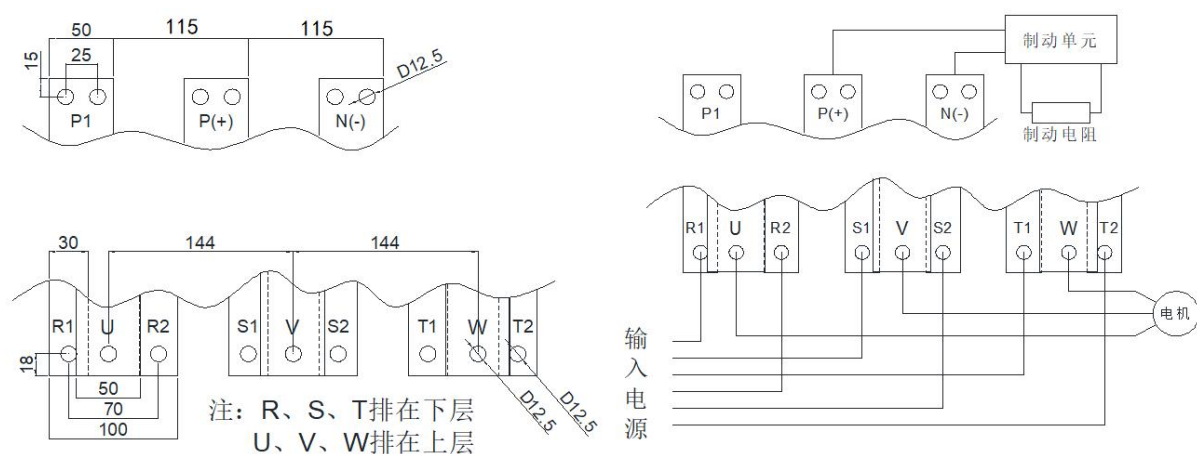 50
115
115
25
15
D12.5
P1
P(+)
N(-)
30
144
144
R1
U
R2
S1
V
S2
T1
W
T2
18
50
70
100
D12.5
D12.5
注：R、S、T排在下层
U、V、W排在上层
制动单元
P1
P(+)
N(-)
制动电阻
R1
U
R2
S1
V
S2
T1
W
T2
电机
输
入
电
源